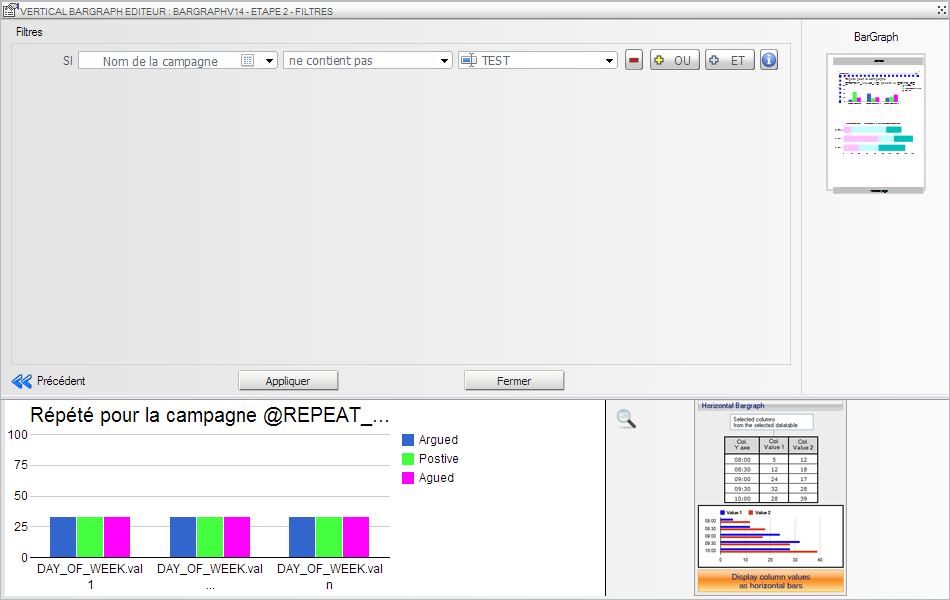 VERTICAL BARGRAPH EDITEUR : BARGRAPHV14 - ETAPE 2 - FILTRES
Filtres
SI Nom de la campagne ne contient pas TEST OU ET
BarGraph
Précédent
Appliquer
Fermer
Répété pour la campagne @REPEAT_...
100
75
50
25
0
Argued
Postive
Agued
DAY_OF_WEEK.val
1
DAY_OF_WEEK.val
...
DAY_OF_WEEK.val
n
Horizontal Bargraph
Selected columns
from the selected datatable
Col. Y axe Col. Value 1 Col. Value 2
08:00 5 12
08:30 12 18
09:00 24 17
09:30 32 28
10:00 28 39
Value 1 Value 2
08:00
08:30
09:00
09:30
10:00
0 10 20 30 40
Display column values
as horizontal bars